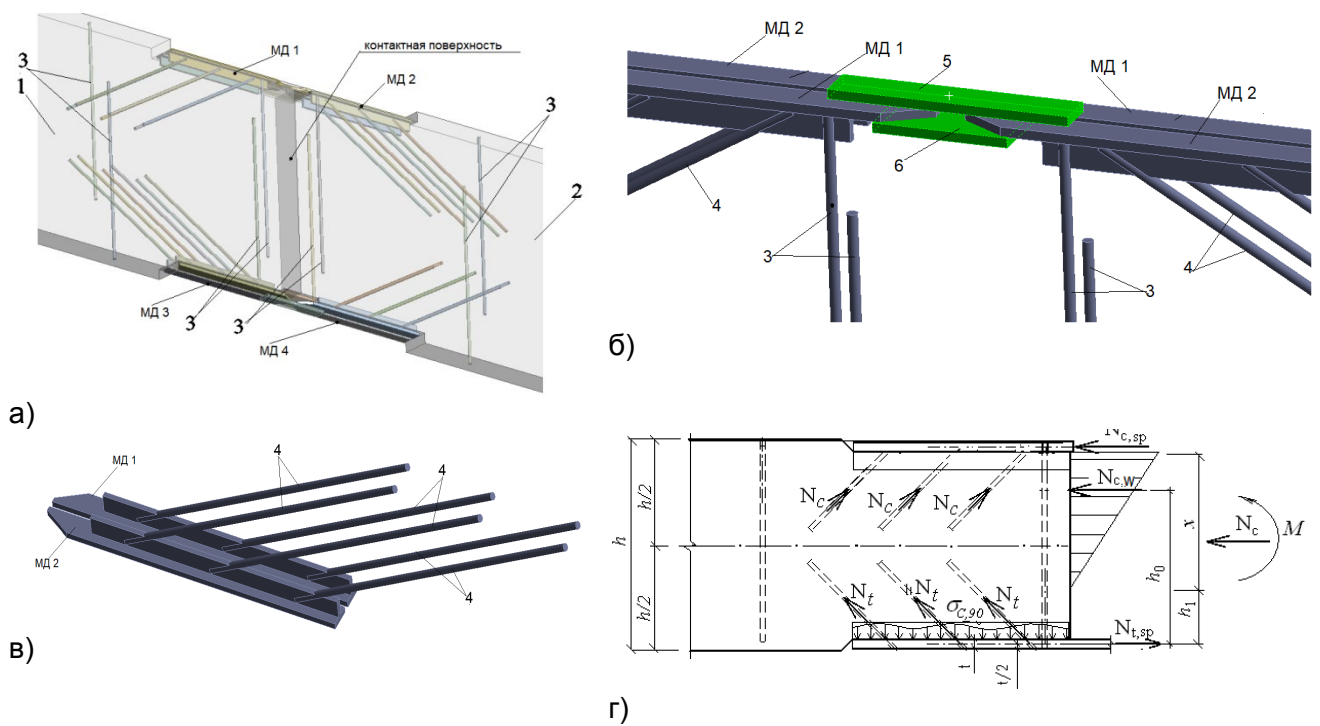 МД 1
контактная поверхность
МД 2
3
1
3
2
МД 3
3
3
МД 4
а)
МД 2
МД 1
5
МД 1
МД 2
4
6
3
3
4
б)
МД 1
4
4
МД 2
4
4
в)
N_c,sp
N_c,w
N_C N_C N_C
N_c M
h h/2 h/2
x h_0 h_1
N_t N_t N_t
σ_C,90
N_t,sp
t t/2
г)